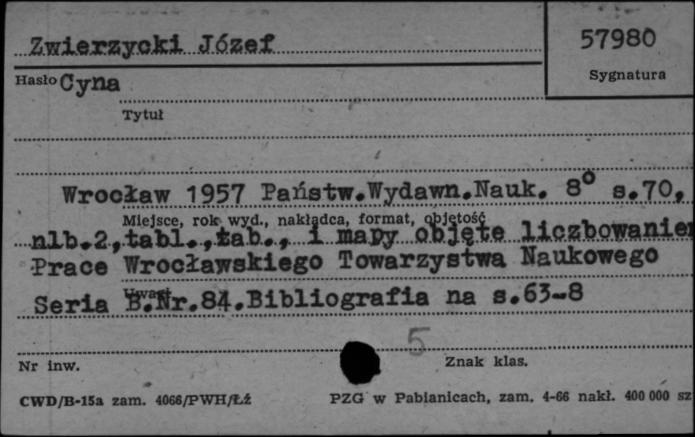 Zwierzycki Józef
57980
Sygnatura
Hasło Cyna
Tytuł
Wrocław 1957 Państw.Wydawn.Nauk. 8° s.70,
Miejsce, rok wyd., nakładca, format, objętość
nlb.2,tabl.,tab., i mapy objęte liczbowaniem
Prace Wrocławskiego Towarzystwa Naukowego
Uwagi
Seria B.Nr.84.Bibliografia na s.63-8
5
Nr inw.
Znak klas.
CWD/B-15a zam. 4066/PWH/Łź
PZG w Pabianicach, zam. 4-66 nakł. 400 000 sz